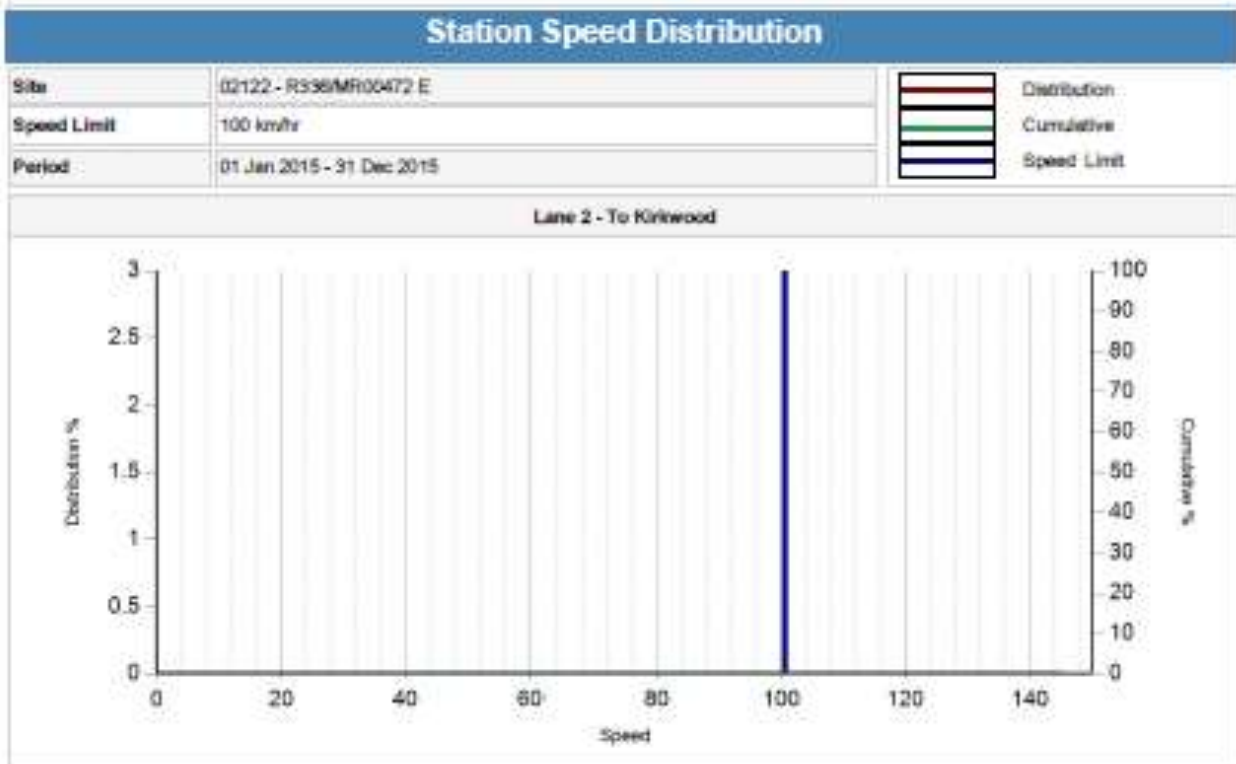 Station Speed Distribution
Site 02122 - R336/MR00472 E
Speed Limit 100 km/hr
Period 01 Jan 2015 - 31 Dec 2015
Distribution
Cumulative
Speed Limit
Lane 2 - To Kirkwood
3
2.5
2
1.5
1
0.5
0
Distribution %
100
90
80
70
60
50
40
30
20
10
0
Cumulative %
0 20 40 60 80 100 120 140
Speed